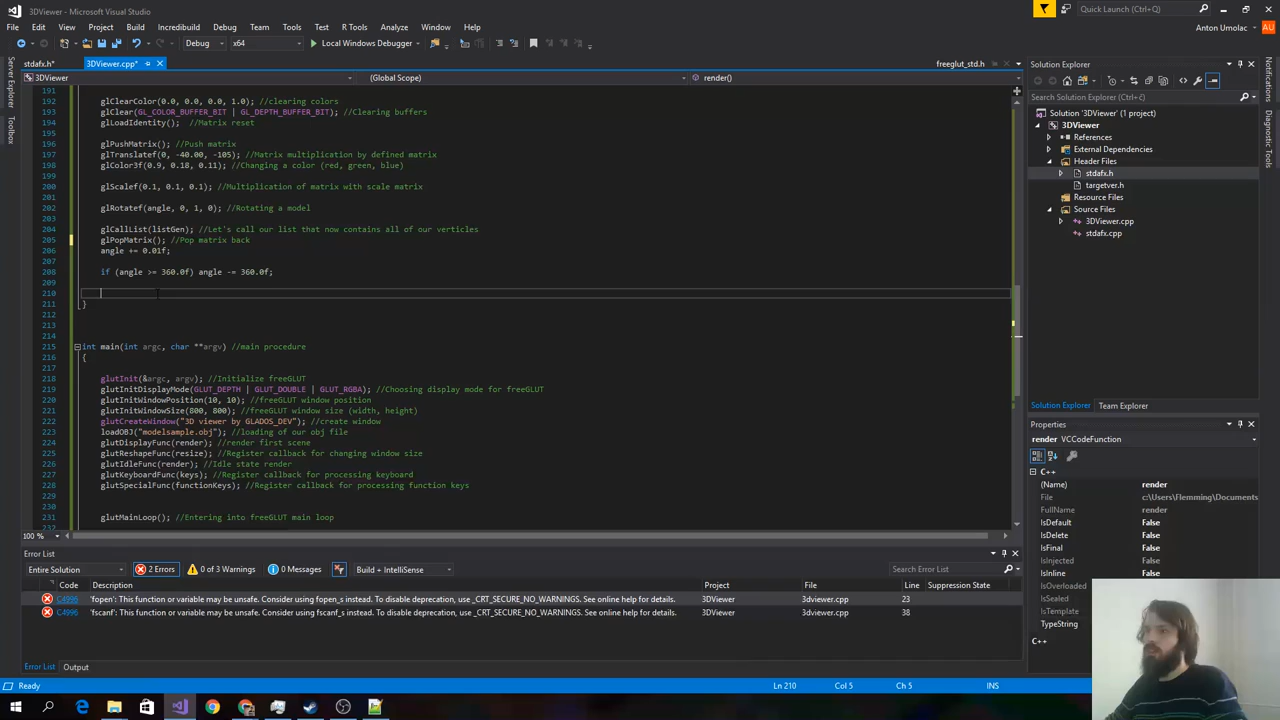 3DViewer - Microsoft Visual Studio
Quick Launch (Ctrl+Q)
File Edit View Project Build Incredibuild Debug Team Tools Test R Tools Analyze Window Help
Anton Umolac AU
Debug x64 Local Windows Debugger
stdafx.h* 3DViewer.cpp* freeglut_std.h
3DViewer (Global Scope) render()
Server Explorer
Toolbox
191
192 glClearColor(0.0, 0.0, 0.0, 1.0); //clearing colors
193 glClear(GL_COLOR_BUFFER_BIT | GL_DEPTH_BUFFER_BIT); //Clearing buffers
194 glLoadIdentity(); //Matrix reset
195
196 glPushMatrix(); //Push matrix
197 glTranslatef(0, -40.00, -105); //Matrix multiplication by defined matrix
198 glColor3f(0.9, 0.18, 0.11); //Changing a color (red, green, blue)
199
200 glScalef(0.1, 0.1, 0.1); //Multiplication of matrix with scale matrix
201
202 glRotatef(angle, 0, 1, 0); //Rotating a model
203
204 glCallList(listGen); //Let's call our list that now contains all of our verticles
205 glPopMatrix(); //Pop matrix back
206 angle += 0.01f;
207
208 if (angle >= 360.0f) angle -= 360.0f;
209
210
211 }
212
213
214
215 int main(int argc, char **argv) //main procedure
216 {
217
218 glutInit(&argc, argv); //Initialize freeGLUT
219 glutInitDisplayMode(GLUT_DEPTH | GLUT_DOUBLE | GLUT_RGBA); //Choosing display mode for freeGLUT
220 glutInitWindowPosition(10, 10); //freeGLUT window position
221 glutInitWindowSize(800, 800); //freeGLUT window size (width, height)
222 glutCreateWindow("3D viewer by GLADOS_DEV"); //create window
223 loadOBJ("modelsample.obj"); //loading of our obj file
224 glutDisplayFunc(render); //render first scene
225 glutReshapeFunc(resize); //Register callback for changing window size
226 glutIdleFunc(render); //Idle state render
227 glutKeyboardFunc(keys); //Register callback for processing keyboard
228 glutSpecialFunc(functionKeys); //Register callback for processing function keys
229
230
231 glutMainLoop(); //Entering into freeGLUT main loop
232
100 %
Error List
Entire Solution 2 Errors 0 of 3 Warnings 0 Messages Build + IntelliSense Search Error List
Code Description Project File Line Suppression State
C4996 'fopen': This function or variable may be unsafe. Consider using fopen_s instead. To disable deprecation, use _CRT_SECURE_NO_WARNINGS. See online help for details. 3DViewer 3dviewer.cpp 23
C4996 'fscanf': This function or variable may be unsafe. Consider using fscanf_s instead. To disable deprecation, use _CRT_SECURE_NO_WARNINGS. See online help for details. 3DViewer 3dviewer.cpp 38
Error List Output
Ready Ln 210 Col 5 Ch 5 INS
Solution Explorer
Search Solution Explorer (Ctrl+;)
Solution '3DViewer' (1 project)
3DViewer
References
External Dependencies
Header Files
stdafx.h
targetver.h
Resource Files
Source Files
3DViewer.cpp
stdafx.cpp
Solution Explorer Team Explorer
Properties
render VCCodeFunction
C++
(Name) render
File c:\Users\Flemming\Documents
FullName render
IsDefault False
IsDelete False
IsFinal False
IsInjected False
IsInline False
IsOverloaded
IsSealed
IsTemplate
TypeString
C++
Notifications
Diagnostic Tools